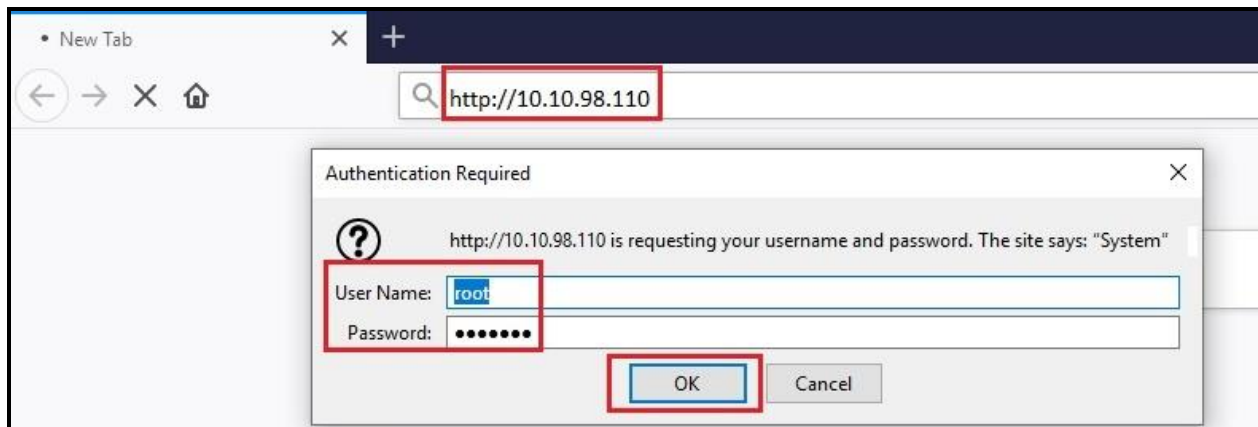 • New Tab
http://10.10.98.110
Authentication Required
http://10.10.98.110 is requesting your username and password. The site says: “System”
User Name: root
Password: •••••••
OK Cancel